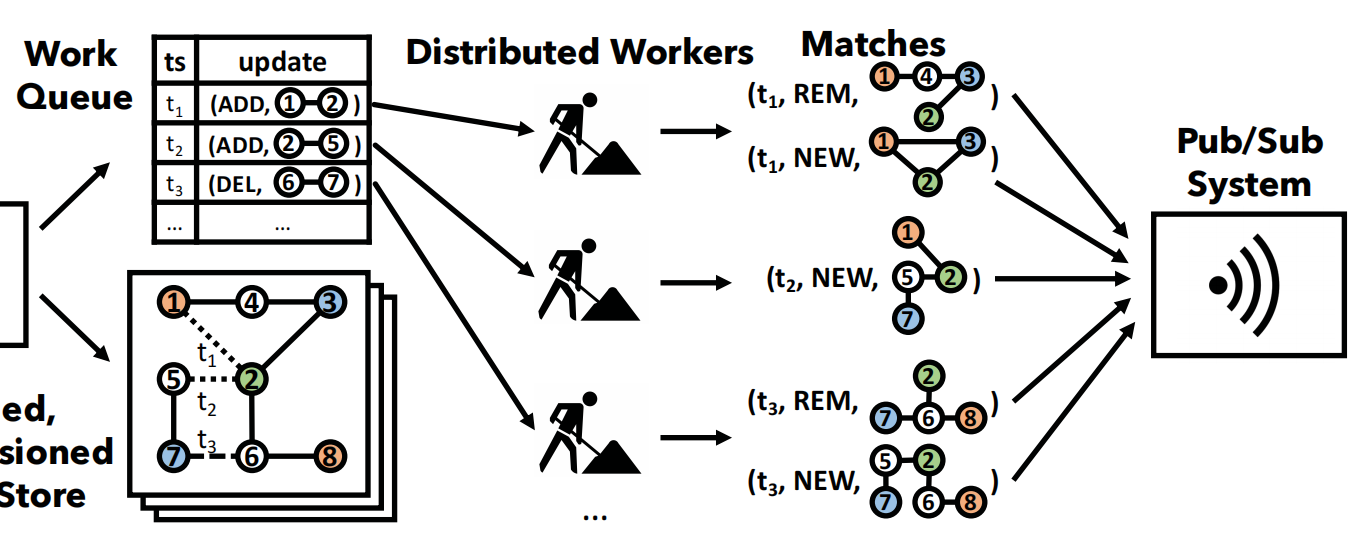 Work
Queue
ts update
t1 (ADD, 1 2 )
t2 (ADD, 2 5 )
t3 (DEL, 6 7 )
... ...
ed,
sioned
Store
1 4 3
t1
5 2
t2
t3
7 6 8
Distributed Workers
...
Matches
(t1, REM, 1 4 3 2 )
(t1, NEW, 1 3 2 )
(t2, NEW, 1 5 2 7 )
(t3, REM, 2 7 6 8 )
(t3, NEW, 5 2 7 6 8 )
Pub/Sub
System